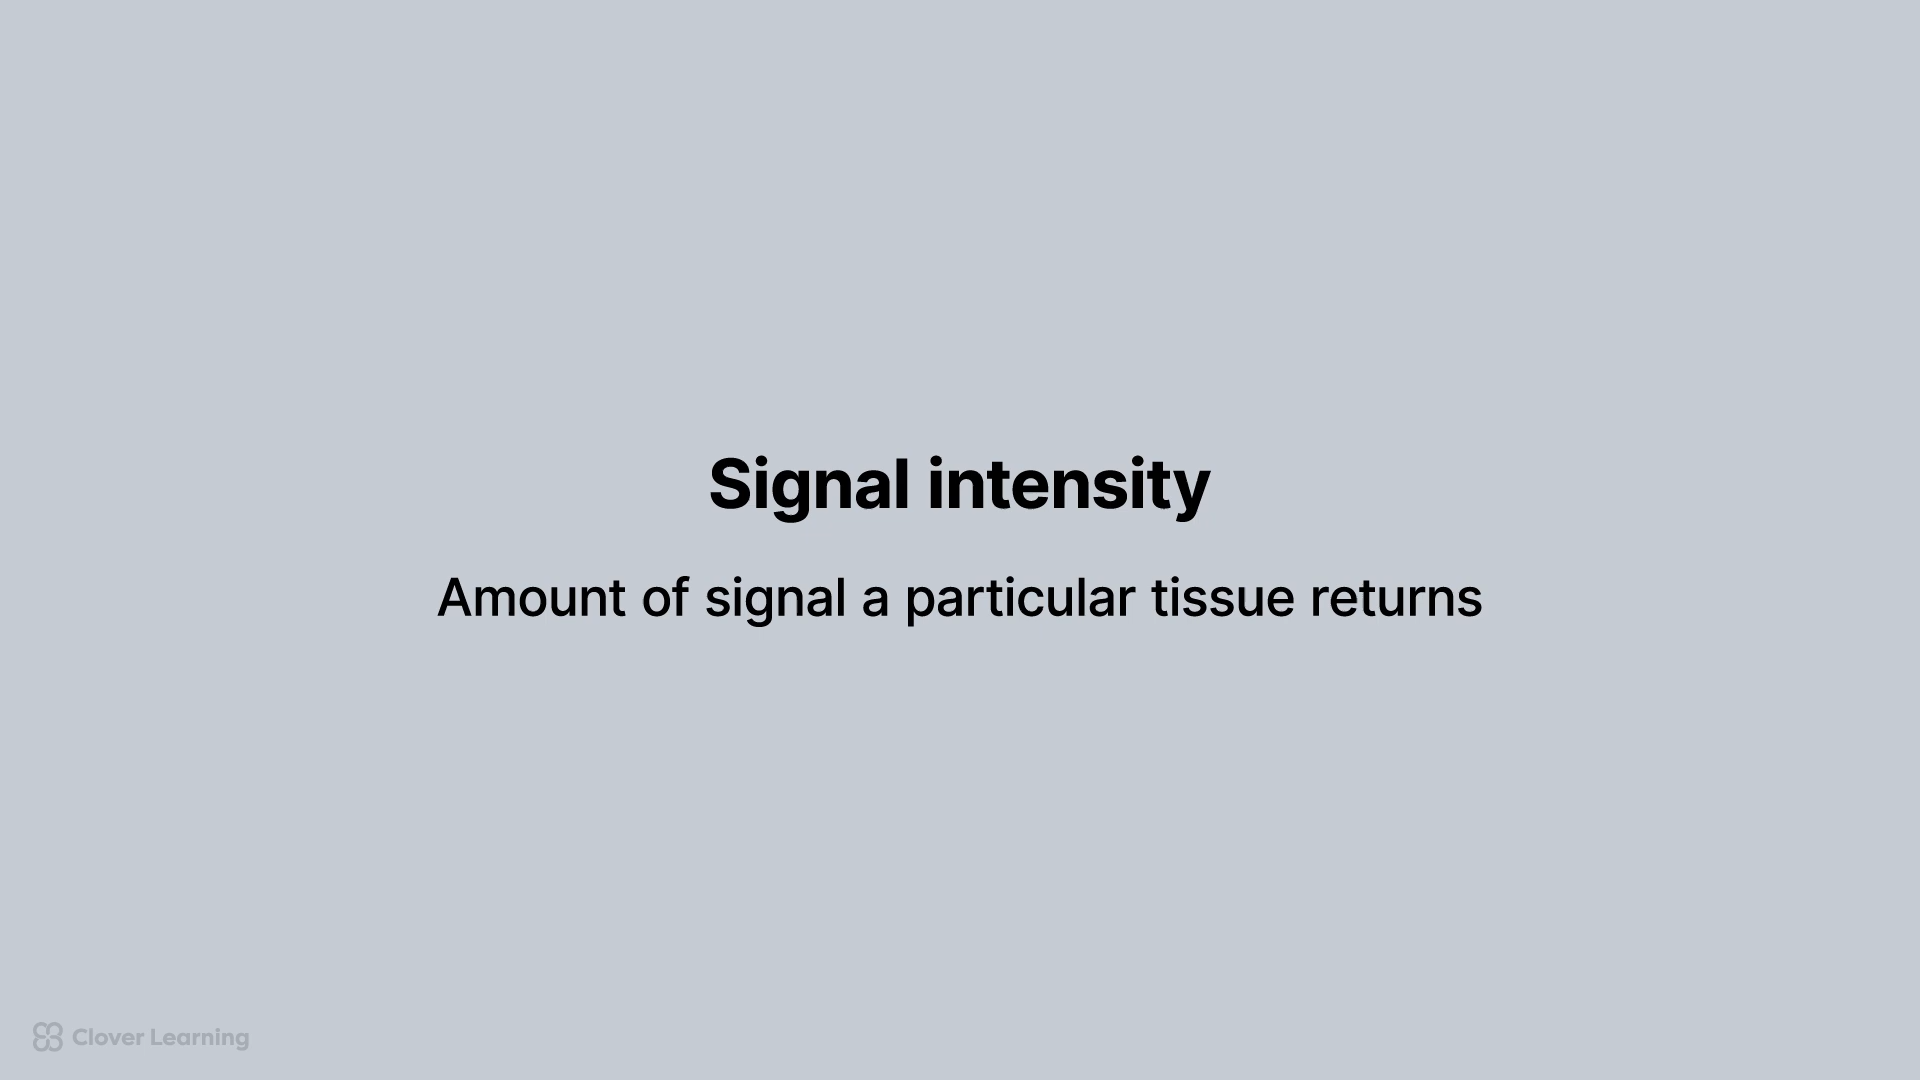 Signal intensity
Amount of signal a particular tissue returns
Clover Learning